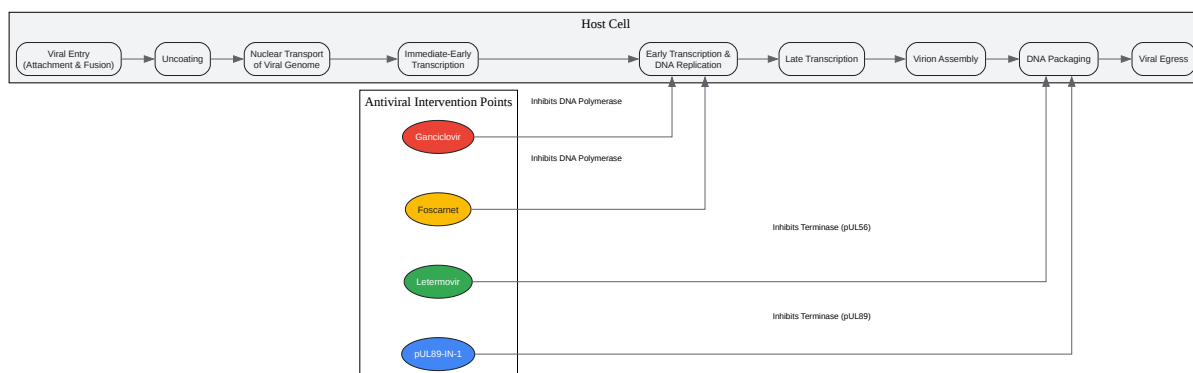 Host Cell
Viral Entry
(Attachment & Fusion)
Uncoating
Nuclear Transport
of Viral Genome
Immediate-Early
Transcription
Early Transcription &
DNA Replication
Late Transcription
Virion Assembly
DNA Packaging
Viral Egress
Antiviral Intervention Points
Inhibits DNA Polymerase
Ganciclovir
Inhibits DNA Polymerase
Foscarnet
Inhibits Terminase (pUL56)
Letermovir
Inhibits Terminase (pUL89)
pUL89-IN-1